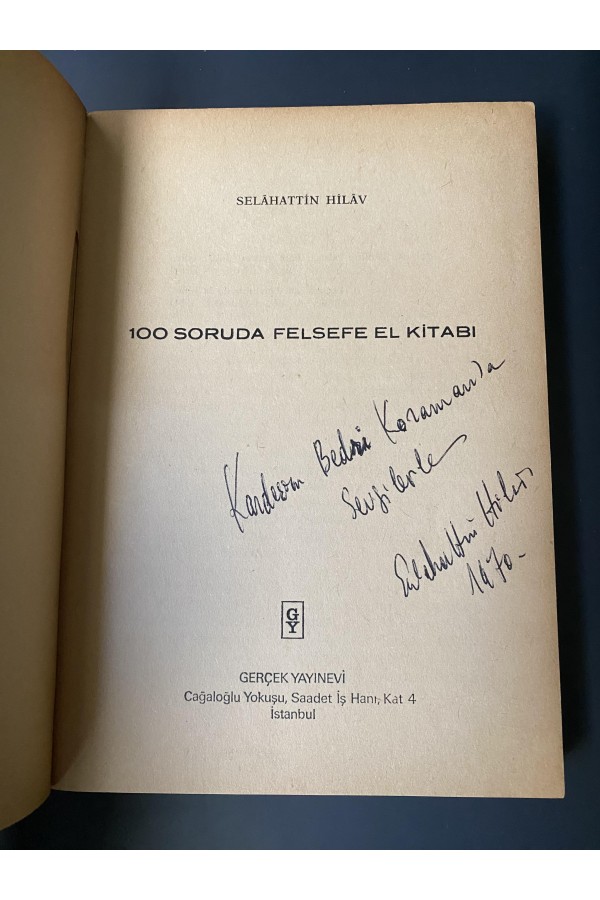 SELÂHATTİN HİLÂV
100 SORUDA FELSEFE EL KİTABI
Kardeşim Bedri Koraman'a
Sevgilerle
Selahattin Hilâv
1970-
GY
GERÇEK YAYINEVİ
Cağaloğlu Yokuşu, Saadet İş Hanı, Kat 4
İstanbul